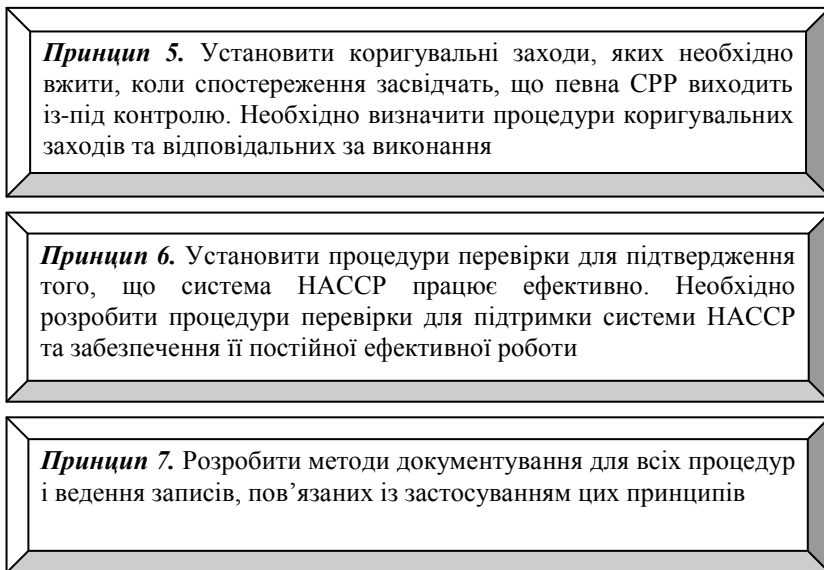 Принцип 5. Установити коригувальні заходи, яких необхідно
вжити, коли спостереження засвідчать, що певна СРР виходить
із-під контролю. Необхідно визначити процедури коригувальних
заходів та відповідальних за виконання
Принцип 6. Установити процедури перевірки для підтвердження
того, що система НАССР працює ефективно. Необхідно
розробити процедури перевірки для підтримки системи НАССР
та забезпечення її постійної ефективної роботи
Принцип 7. Розробити методи документування для всіх процедур
і ведення записів, пов’язаних із застосуванням цих принципів